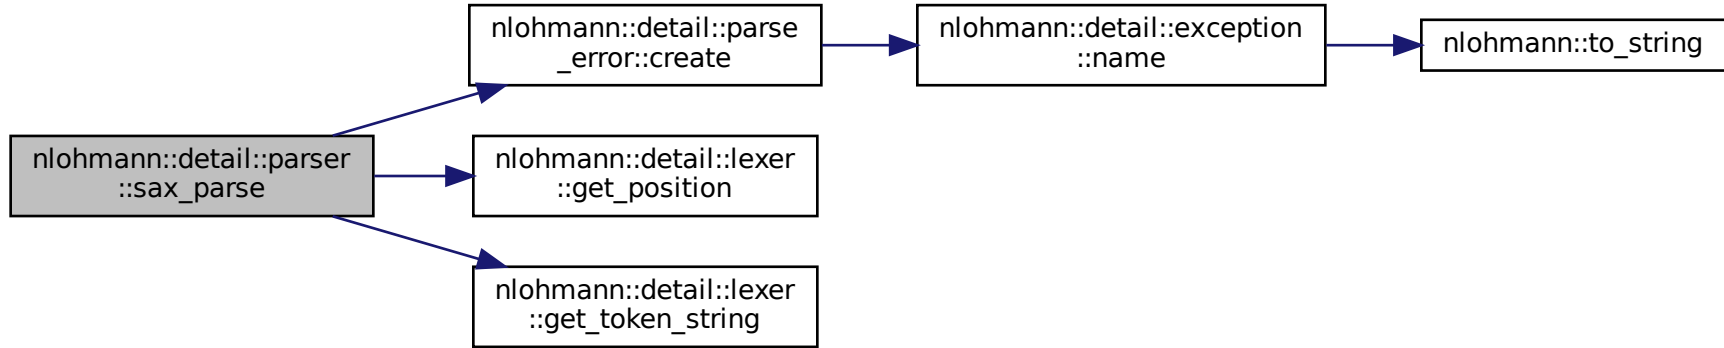 nlohmann::detail::parse
_error::create
nlohmann::detail::exception
::name
nlohmann::to_string
nlohmann::detail::parser
::sax_parse
nlohmann::detail::lexer
::get_position
nlohmann::detail::lexer
::get_token_string